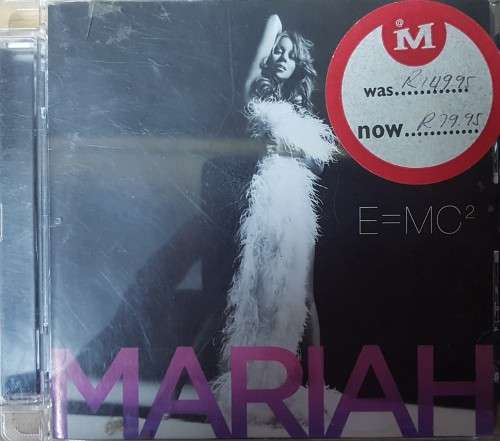 @
M
was............ R149.95
now............ R79.95
E=MC²
MARIAH